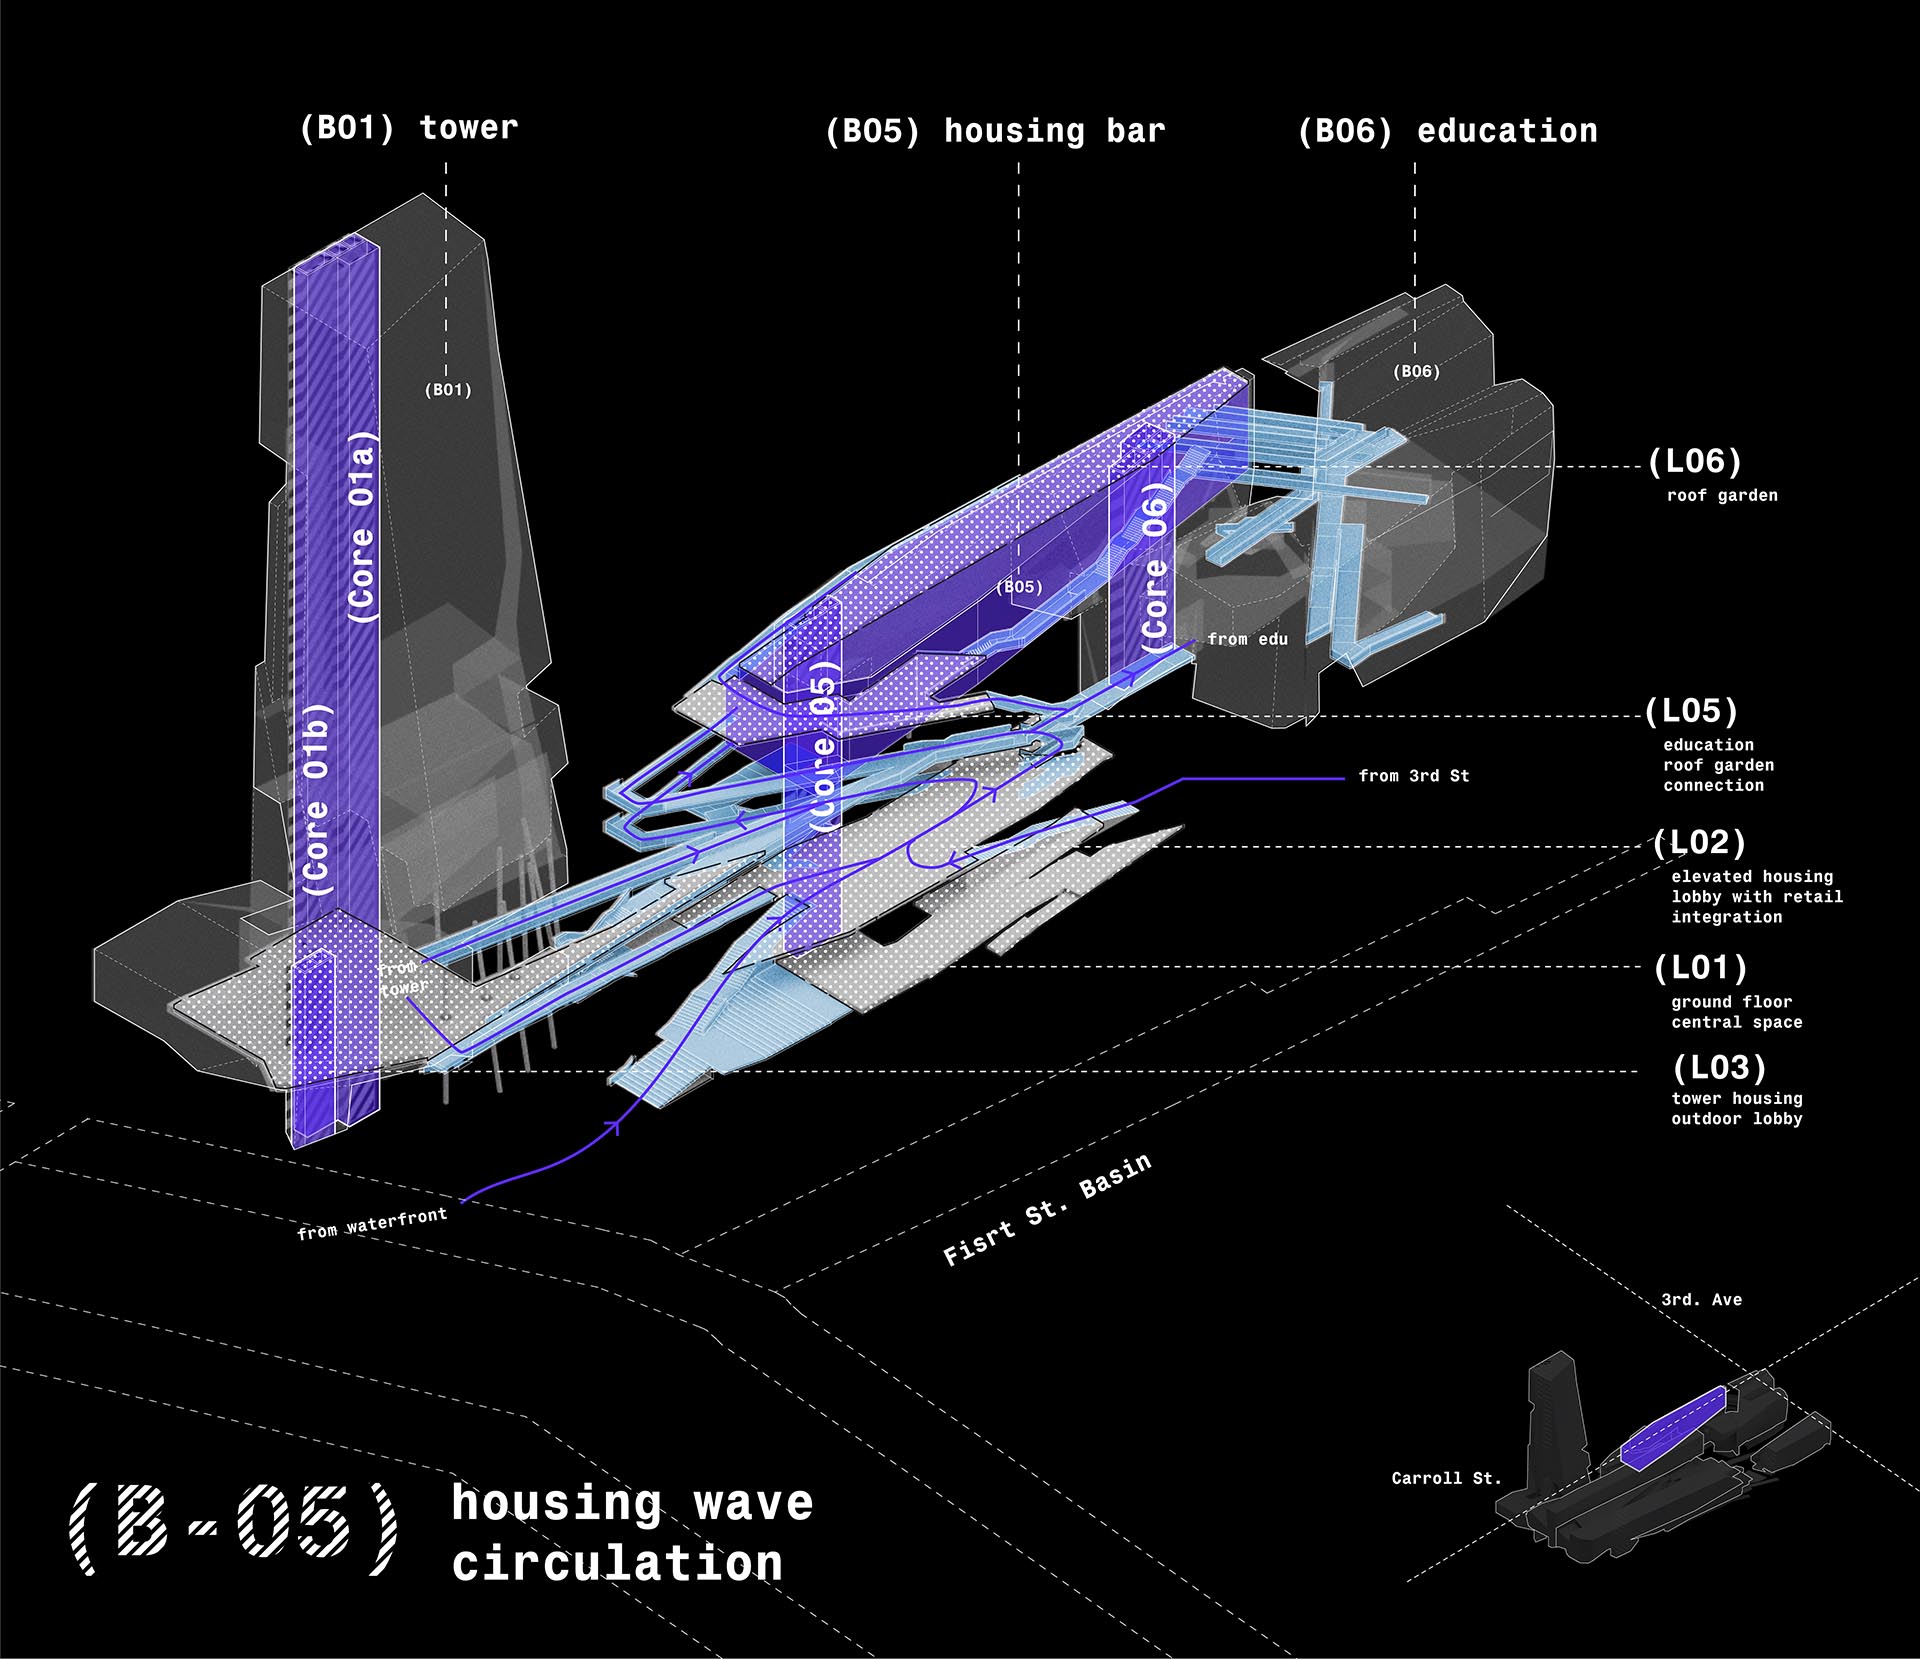 (B01) tower
(B05) housing bar
(B06) education
(B01)
(B06)
(Core 01a)
(L06)
roof garden
(Core 06)
(B05)
from edu
(Core 05)
(L05)
education
roof garden
connection
(Core 01b)
from 3rd St
(L02)
elevated housing
lobby with retail
integration
from
tower
(L01)
ground floor
central space
(L03)
tower housing
outdoor lobby
from waterfront
Fisrt St. Basin
3rd. Ave
Carroll St.
(B-05)
housing wave
circulation